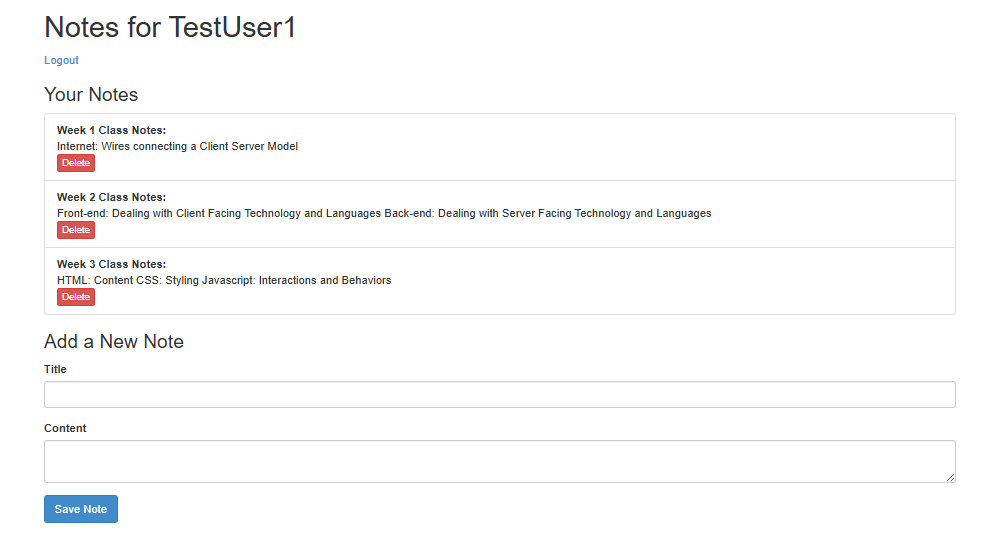 Notes for TestUser1
Logout
Your Notes
Week 1 Class Notes:
Internet: Wires connecting a Client Server Model
Delete
Week 2 Class Notes:
Front-end: Dealing with Client Facing Technology and Languages Back-end: Dealing with Server Facing Technology and Languages
Delete
Week 3 Class Notes:
HTML: Content CSS: Styling Javascript: Interactions and Behaviors
Delete
Add a New Note
Title
Content
Save Note